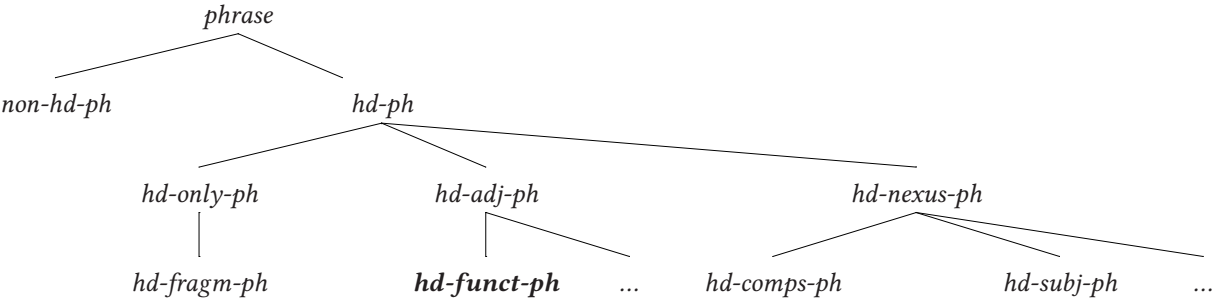 phrase
non-hd-ph hd-ph
hd-only-ph hd-adj-ph hd-nexus-ph
hd-fragm-ph hd-funct-ph ... hd-comps-ph hd-subj-ph ...